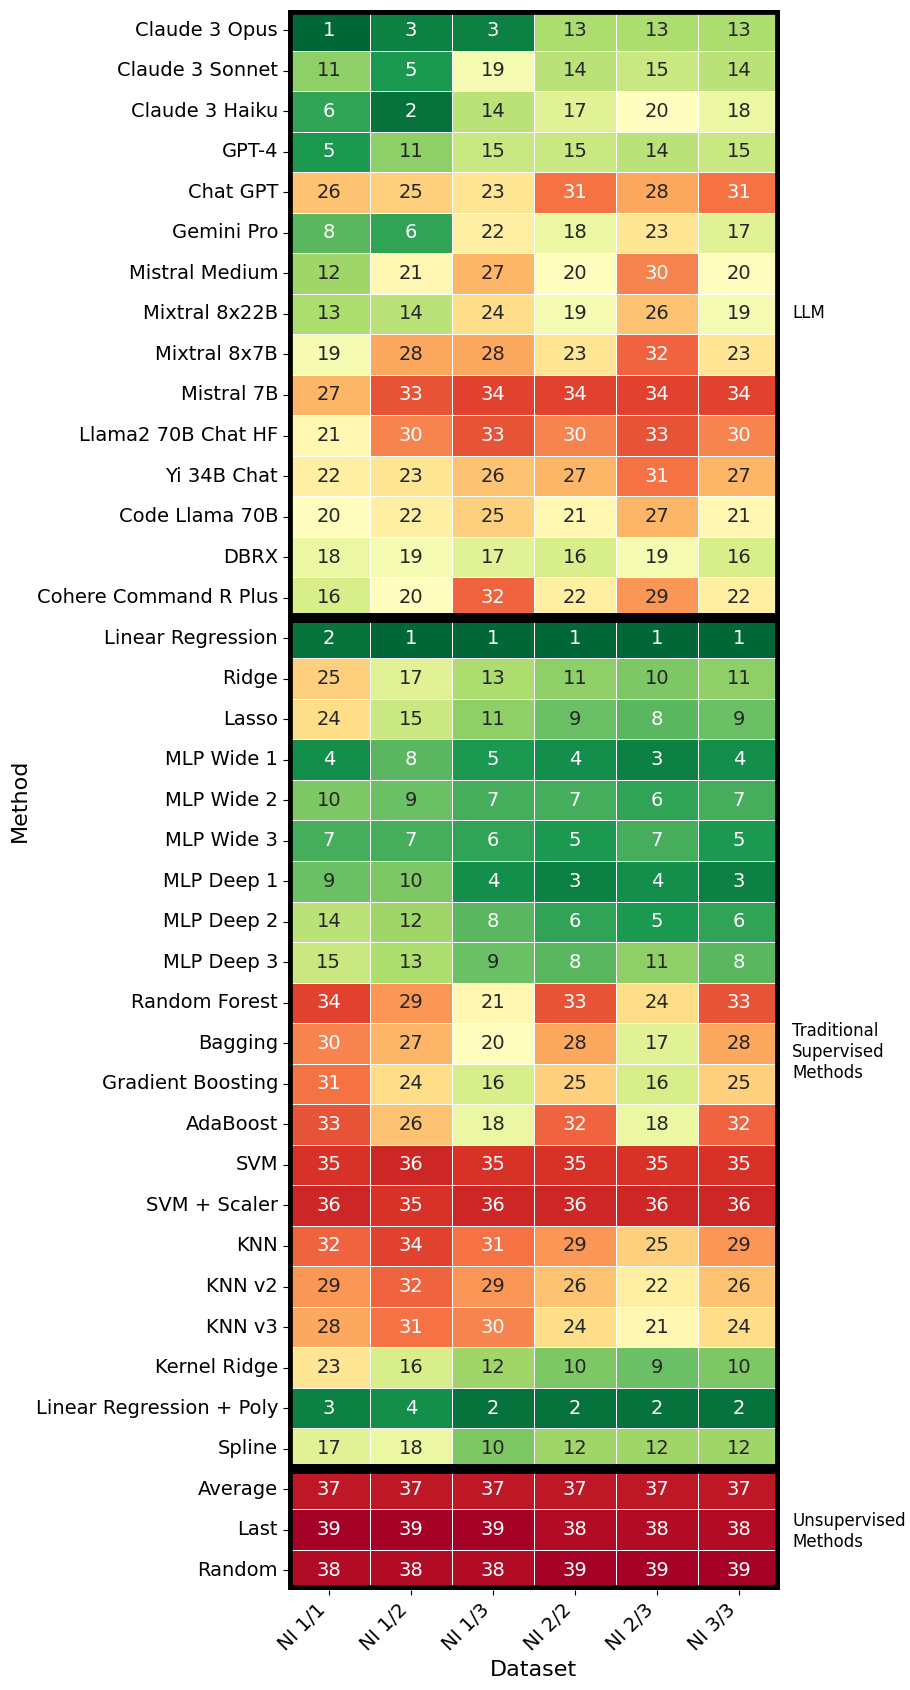 Claude 3 Opus 1 3 3 13 13 13
Claude 3 Sonnet 11 5 19 14 15 14
Claude 3 Haiku 6 2 14 17 20 18
GPT-4 5 11 15 15 14 15
Chat GPT 26 25 23 31 28 31
Gemini Pro 8 6 22 18 23 17
Mistral Medium 12 21 27 20 30 20
Mixtral 8x22B 13 14 24 19 26 19
LLM
Mixtral 8x7B 19 28 28 23 32 23
Mistral 7B 27 33 34 34 34 34
Llama2 70B Chat HF 21 30 33 30 33 30
Yi 34B Chat 22 23 26 27 31 27
Code Llama 70B 20 22 25 21 27 21
DBRX 18 19 17 16 19 16
Cohere Command R Plus 16 20 32 22 29 22
Linear Regression 2 1 1 1 1 1
Ridge 25 17 13 11 10 11
Lasso 24 15 11 9 8 9
MLP Wide 1 4 8 5 4 3 4
MLP Wide 2 10 9 7 7 6 7
Method
MLP Wide 3 7 7 6 5 7 5
MLP Deep 1 9 10 4 3 4 3
MLP Deep 2 14 12 8 6 5 6
MLP Deep 3 15 13 9 8 11 8
Random Forest 34 29 21 33 24 33
Bagging 30 27 20 28 17 28
Traditional
Supervised
Methods
Gradient Boosting 31 24 16 25 16 25
AdaBoost 33 26 18 32 18 32
SVM 35 36 35 35 35 35
SVM + Scaler 36 35 36 36 36 36
KNN 32 34 31 29 25 29
KNN v2 29 32 29 26 22 26
KNN v3 28 31 30 24 21 24
Kernel Ridge 23 16 12 10 9 10
Linear Regression + Poly 3 4 2 2 2 2
Spline 17 18 10 12 12 12
Average 37 37 37 37 37 37
Last 39 39 39 38 38 38
Unsupervised
Methods
Random 38 38 38 39 39 39
NI 1/1 NI 1/2 NI 1/3 NI 2/2 NI 2/3 NI 3/3
Dataset